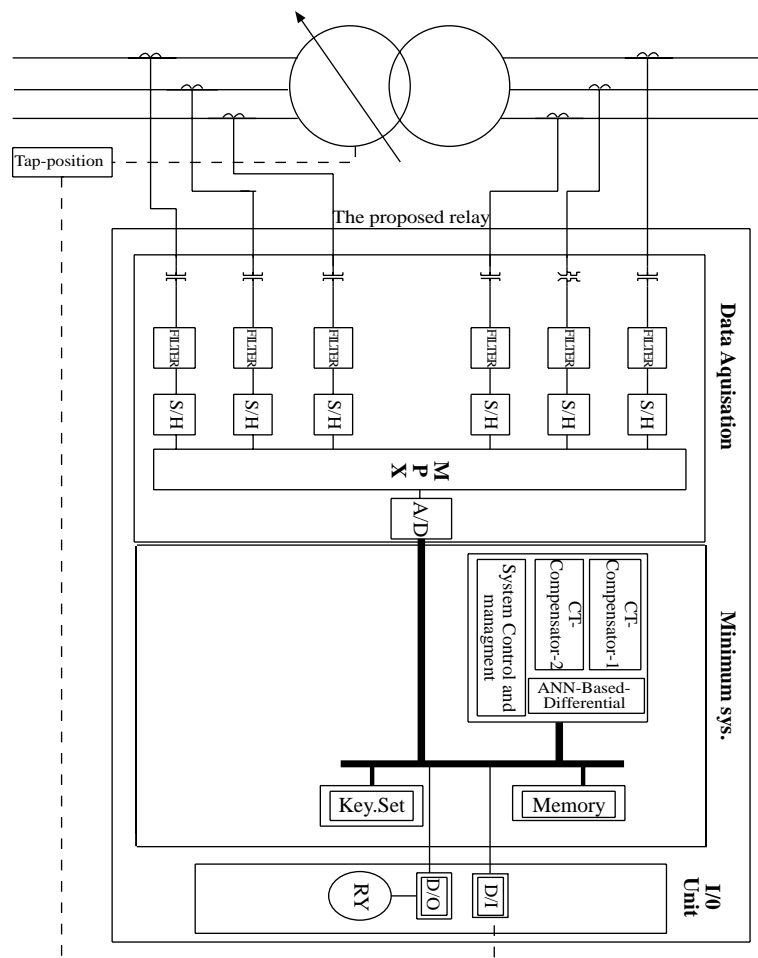 Tap-position
The proposed relay
FILTER
FILTER
FILTER
FILTER
FILTER
FILTER
S/H
S/H
S/H
S/H
S/H
S/H
M
P
X
A/D
Data Aquisation
System Control and
managment
CT-
Compensator-2
CT-
Compensator-1
ANN-Based-
Differential
Minimum sys.
Key.Set
Memory
RY
D/O
D/I
I/0
Unit